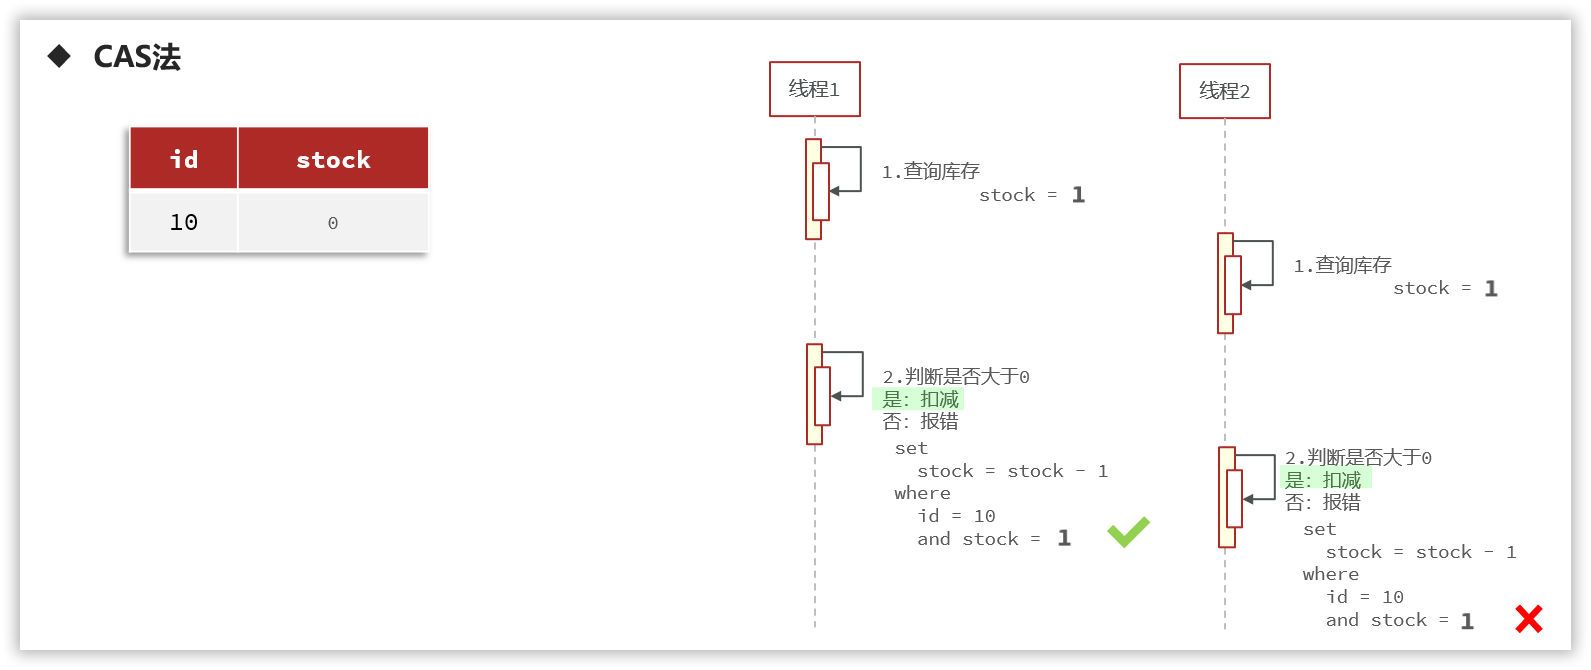 CAS法
id stock
10 0
线程1
1.查询库存
stock = 1
2.判断是否大于0
是：扣减
否：报错
set
stock = stock - 1
where
id = 10
and stock = 1
线程2
1.查询库存
stock = 1
2.判断是否大于0
是：扣减
否：报错
set
stock = stock - 1
where
id = 10
and stock = 1